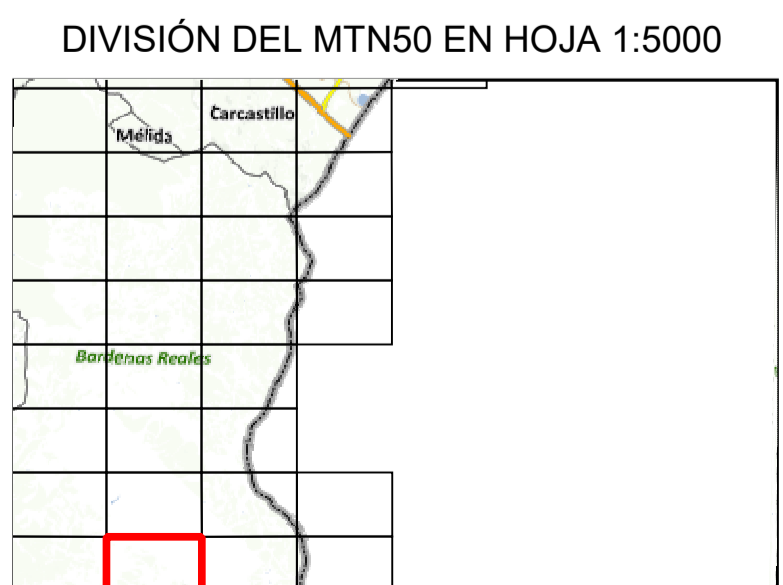 DIVISIÓN DEL MTN50 EN HOJA 1:5000
Carcastillo
Mélida
Bardenas Reales